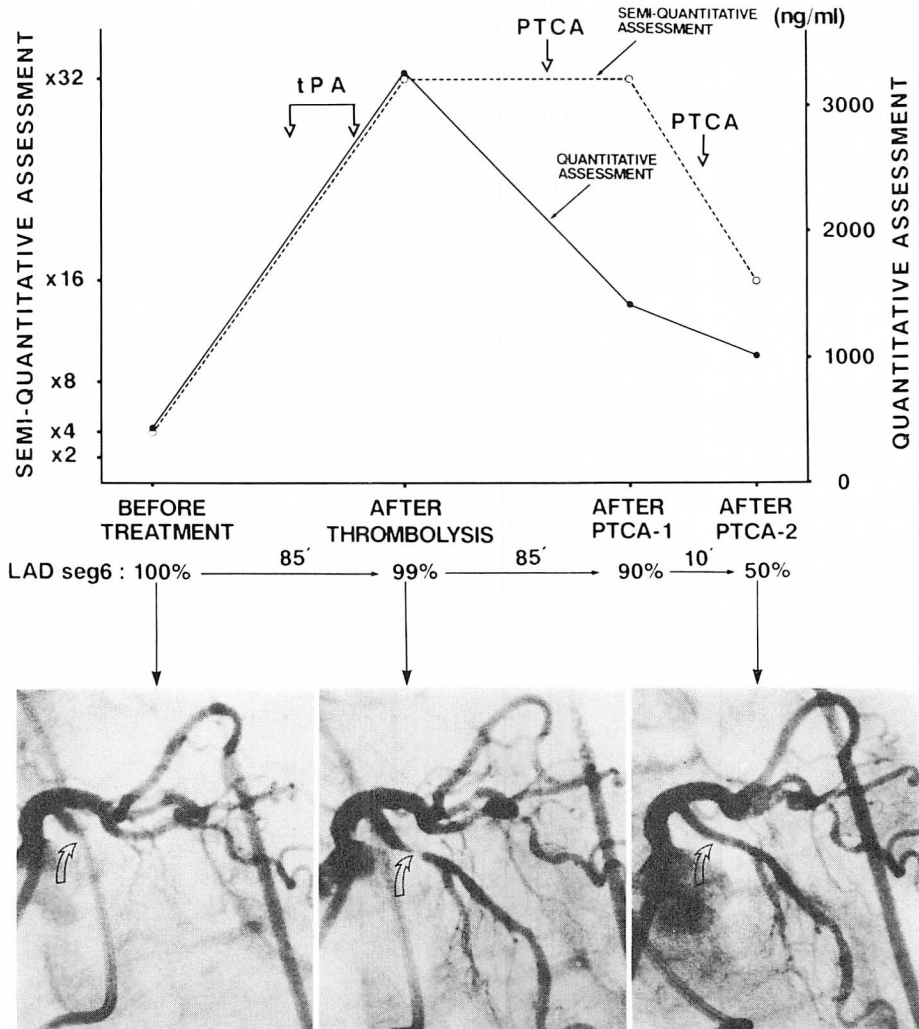 SEMI-QUANTITATIVE
ASSESSMENT
(ng/ml)
PTCA
x32
tPA
3000
PTCA
QUANTITATIVE
ASSESSMENT
SEMI-QUANTITATIVE ASSESSMENT
QUANTITATIVE ASSESSMENT
2000
x16
1000
x8
x4
x2
0
BEFORE
TREATMENT
AFTER
THROMBOLYSIS
AFTER
PTCA-1
AFTER
PTCA-2
LAD seg6 : 100% 85′ 99% 85′ 90% 10′ 50%